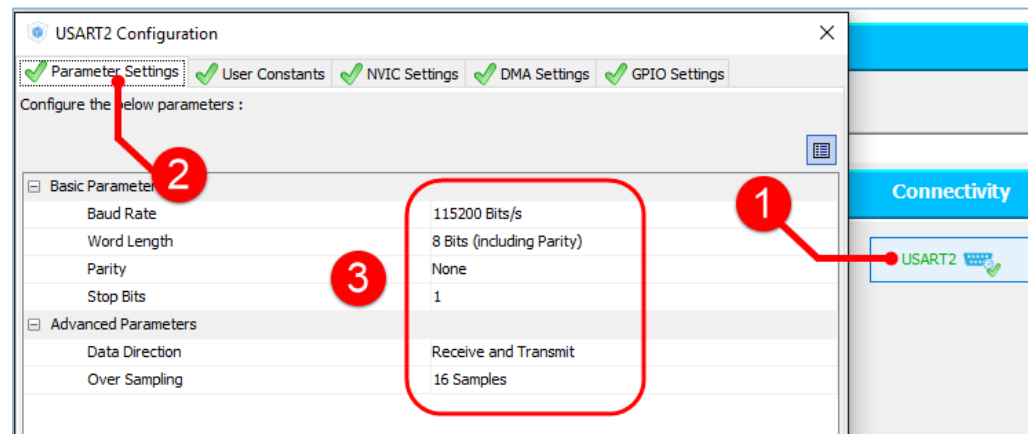 USART2 Configuration
Parameter Settings User Constants NVIC Settings DMA Settings GPIO Settings
Configure the below parameters :
2
Basic Parameter
1
Connectivity
Baud Rate 115200 Bits/s
Word Length 8 Bits (including Parity)
USART2
Parity None
3
Stop Bits 1
Advanced Parameters
Data Direction Receive and Transmit
Over Sampling 16 Samples